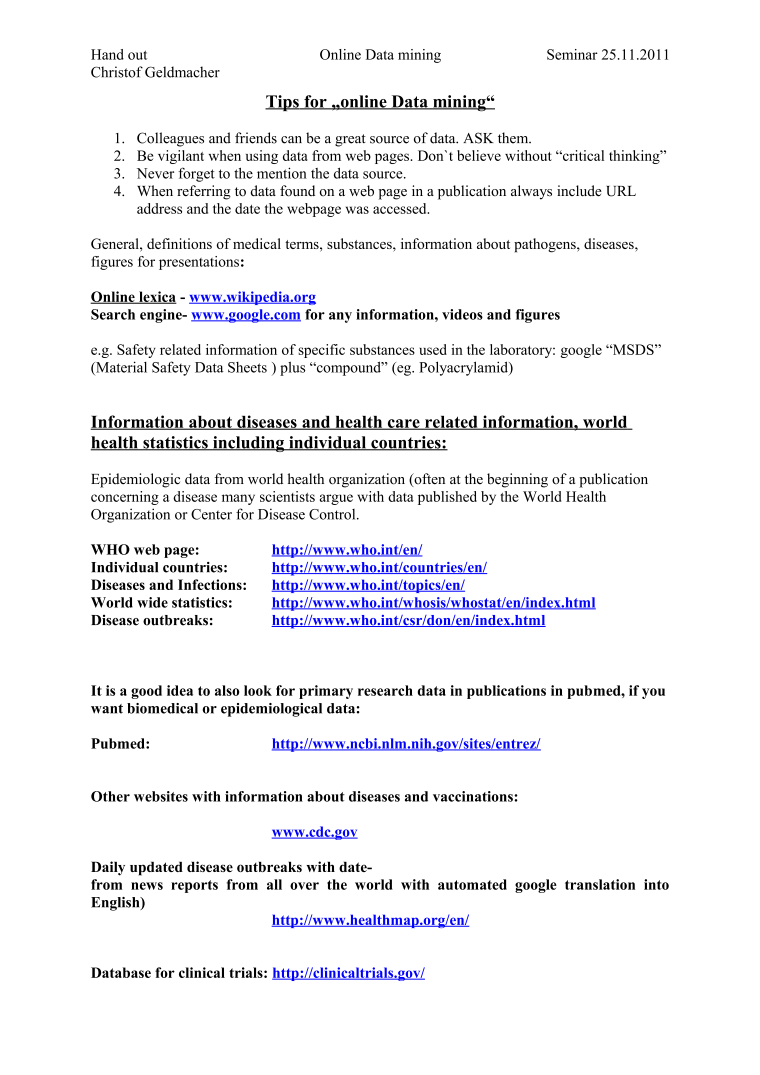 Hand out Online Data mining Seminar 25.11.2011
Christof Geldmacher
Tips for „online Data mining“
1. Colleagues and friends can be a great source of data. ASK them.
2. Be vigilant when using data from web pages. Don`t believe without “critical thinking”
3. Never forget to the mention the data source.
4. When referring to data found on a web page in a publication always include URL
address and the date the webpage was accessed.
General, definitions of medical terms, substances, information about pathogens, diseases,
figures for presentations:
Online lexica - www.wikipedia.org
Search engine- www.google.com for any information, videos and figures
e.g. Safety related information of specific substances used in the laboratory: google “MSDS”
(Material Safety Data Sheets ) plus “compound” (eg. Polyacrylamid)
Information about diseases and health care related information, world
health statistics including individual countries:
Epidemiologic data from world health organization (often at the beginning of a publication
concerning a disease many scientists argue with data published by the World Health
Organization or Center for Disease Control.
WHO web page: http://www.who.int/en/
Individual countries: http://www.who.int/countries/en/
Diseases and Infections: http://www.who.int/topics/en/
World wide statistics: http://www.who.int/whosis/whostat/en/index.html
Disease outbreaks: http://www.who.int/csr/don/en/index.html
It is a good idea to also look for primary research data in publications in pubmed, if you
want biomedical or epidemiological data:
Pubmed: http://www.ncbi.nlm.nih.gov/sites/entrez/
Other websites with information about diseases and vaccinations:
www.cdc.gov
Daily updated disease outbreaks with date-
from news reports from all over the world with automated google translation into
English)
http://www.healthmap.org/en/
Database for clinical trials: http://clinicaltrials.gov/